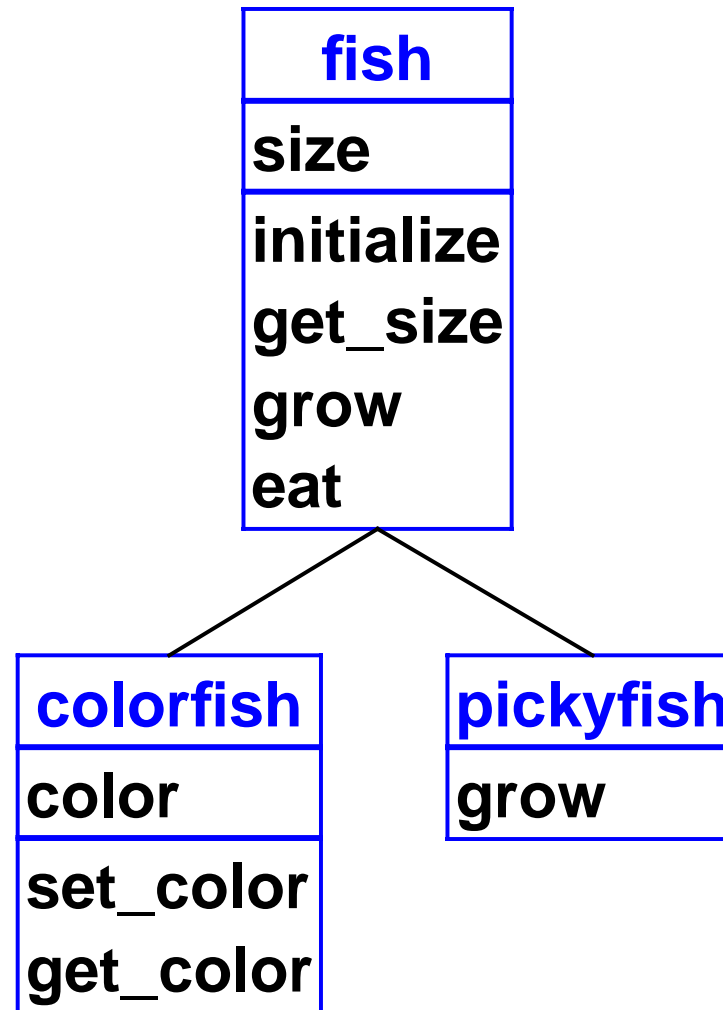 fish
size
initialize
get_size
grow
eat
colorfish
color
set_color
get_color
pickyfish
grow